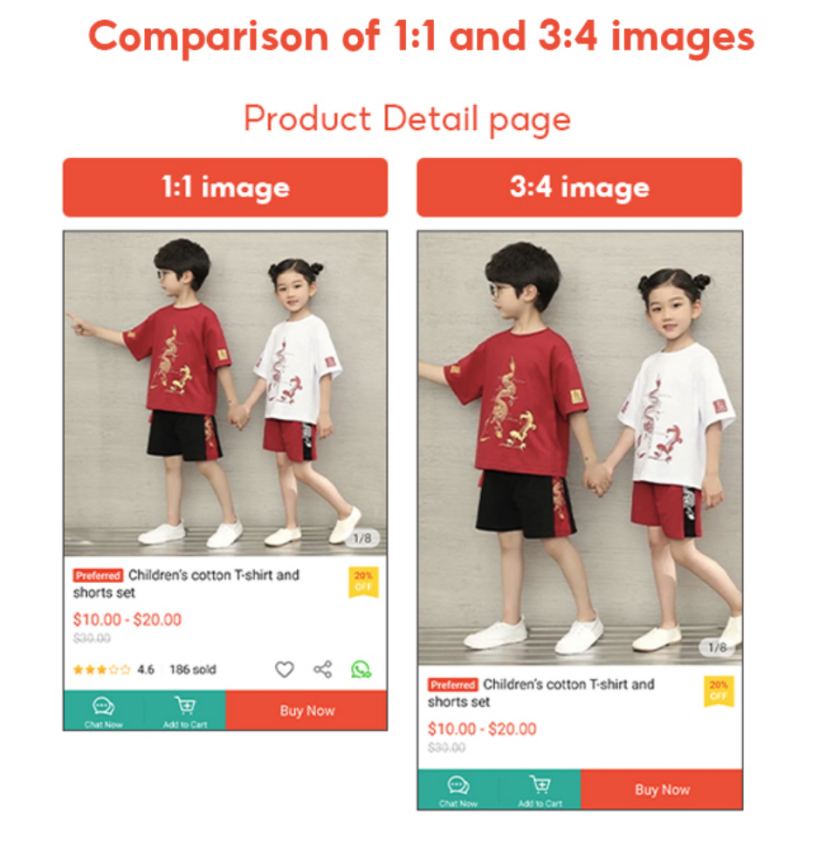 Comparison of 1:1 and 3:4 images
Product Detail page
1:1 image
1/8
Preferred Children's cotton T-shirt and
shorts set
20%
OFF
$10.00 - $20.00
$30.00
4.6 186 sold
Chat Now
Add to Cart
Buy Now
3:4 image
1/8
Preferred Children's cotton T-shirt and
shorts set
20%
OFF
$10.00 - $20.00
$30.00
Chat Now
Add to Cart
Buy Now